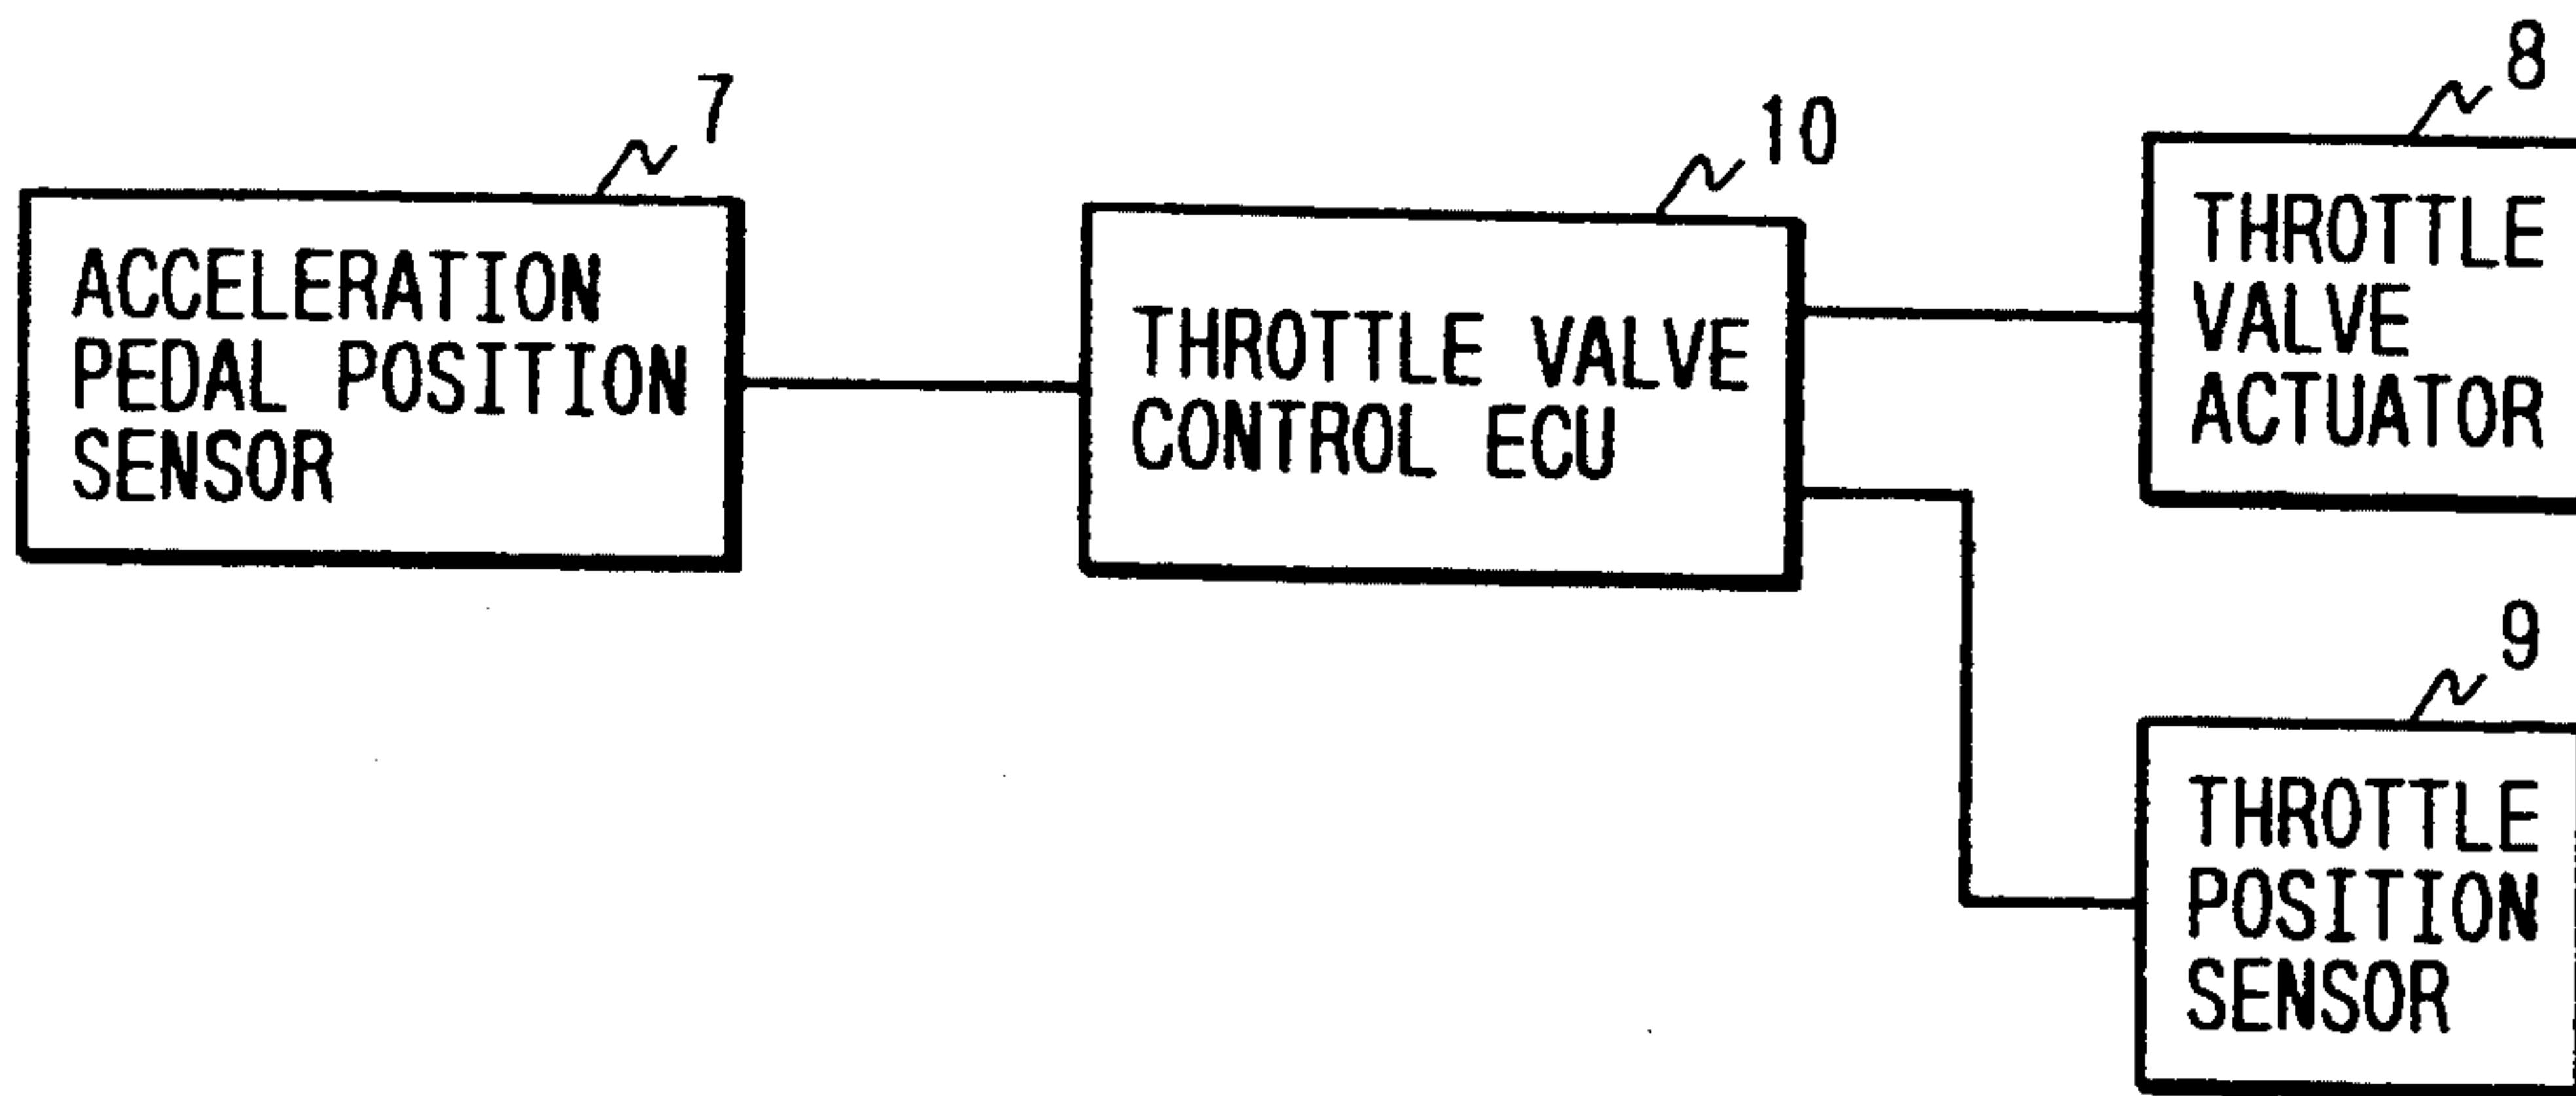 7
ACCELERATION
PEDAL POSITION
SENSOR
10
THROTTLE VALVE
CONTROL ECU
8
THROTTLE
VALVE
ACTUATOR
9
THROTTLE
POSITION
SENSOR